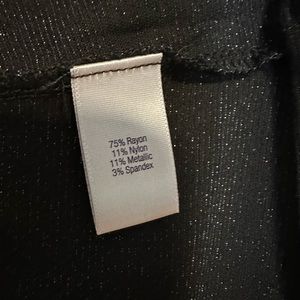 75% Rayon
11% Nylon
11% Metallic
3% Spandex